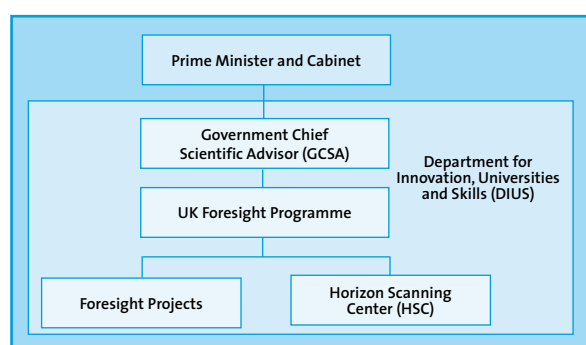 Prime Minister and Cabinet
Government Chief
Scientific Advisor (GCSA)
Department for
Innovation, Universities
and Skills (DIUS)
UK Foresight Programme
Foresight Projects
Horizon Scanning
Center (HSC)